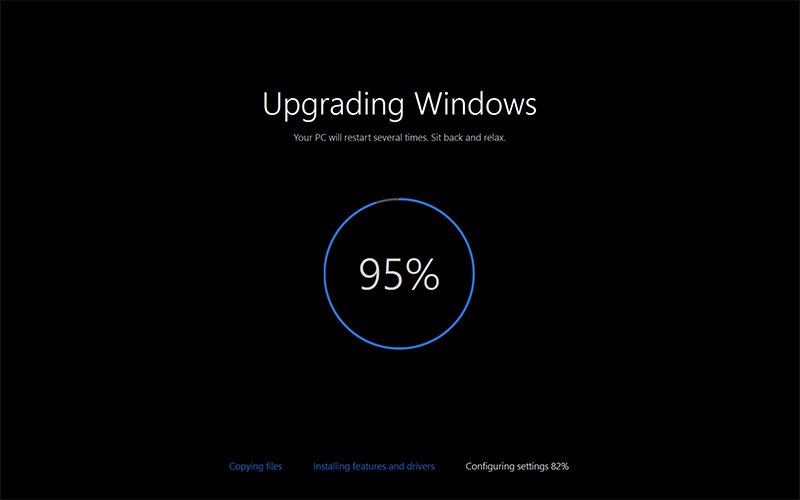 Upgrading Windows
Your PC will restart several times. Sit back and relax.
95%
Copying files Installing features and drivers Configuring settings 82%